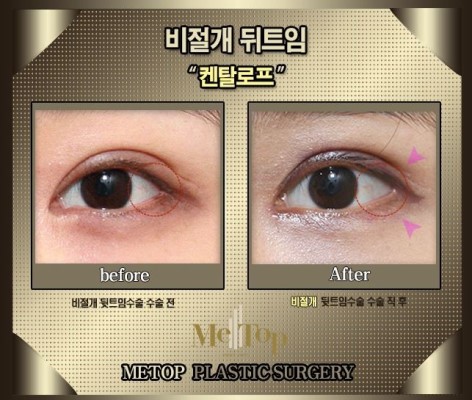 비절개 뒤트임
“켄탈로프”
before
After
비절개 뒷트임수술 수술 전
비절개 뒷트임수술 수술 직 후
MeTop
METOP PLASTIC SURGERY